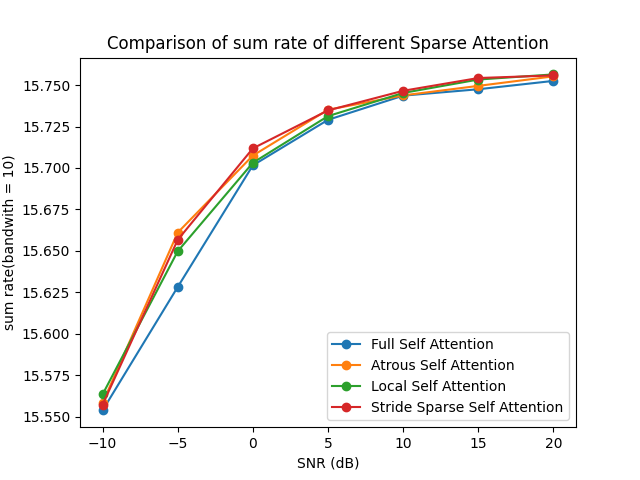 Comparison of sum rate of different Sparse Attention
sum rate(bandwith = 10)
15.750
15.725
15.700
15.675
15.650
15.625
15.600
15.575
15.550
Full Self Attention
Atrous Self Attention
Local Self Attention
Stride Sparse Self Attention
−10 −5 0 5 10 15 20
SNR (dB)